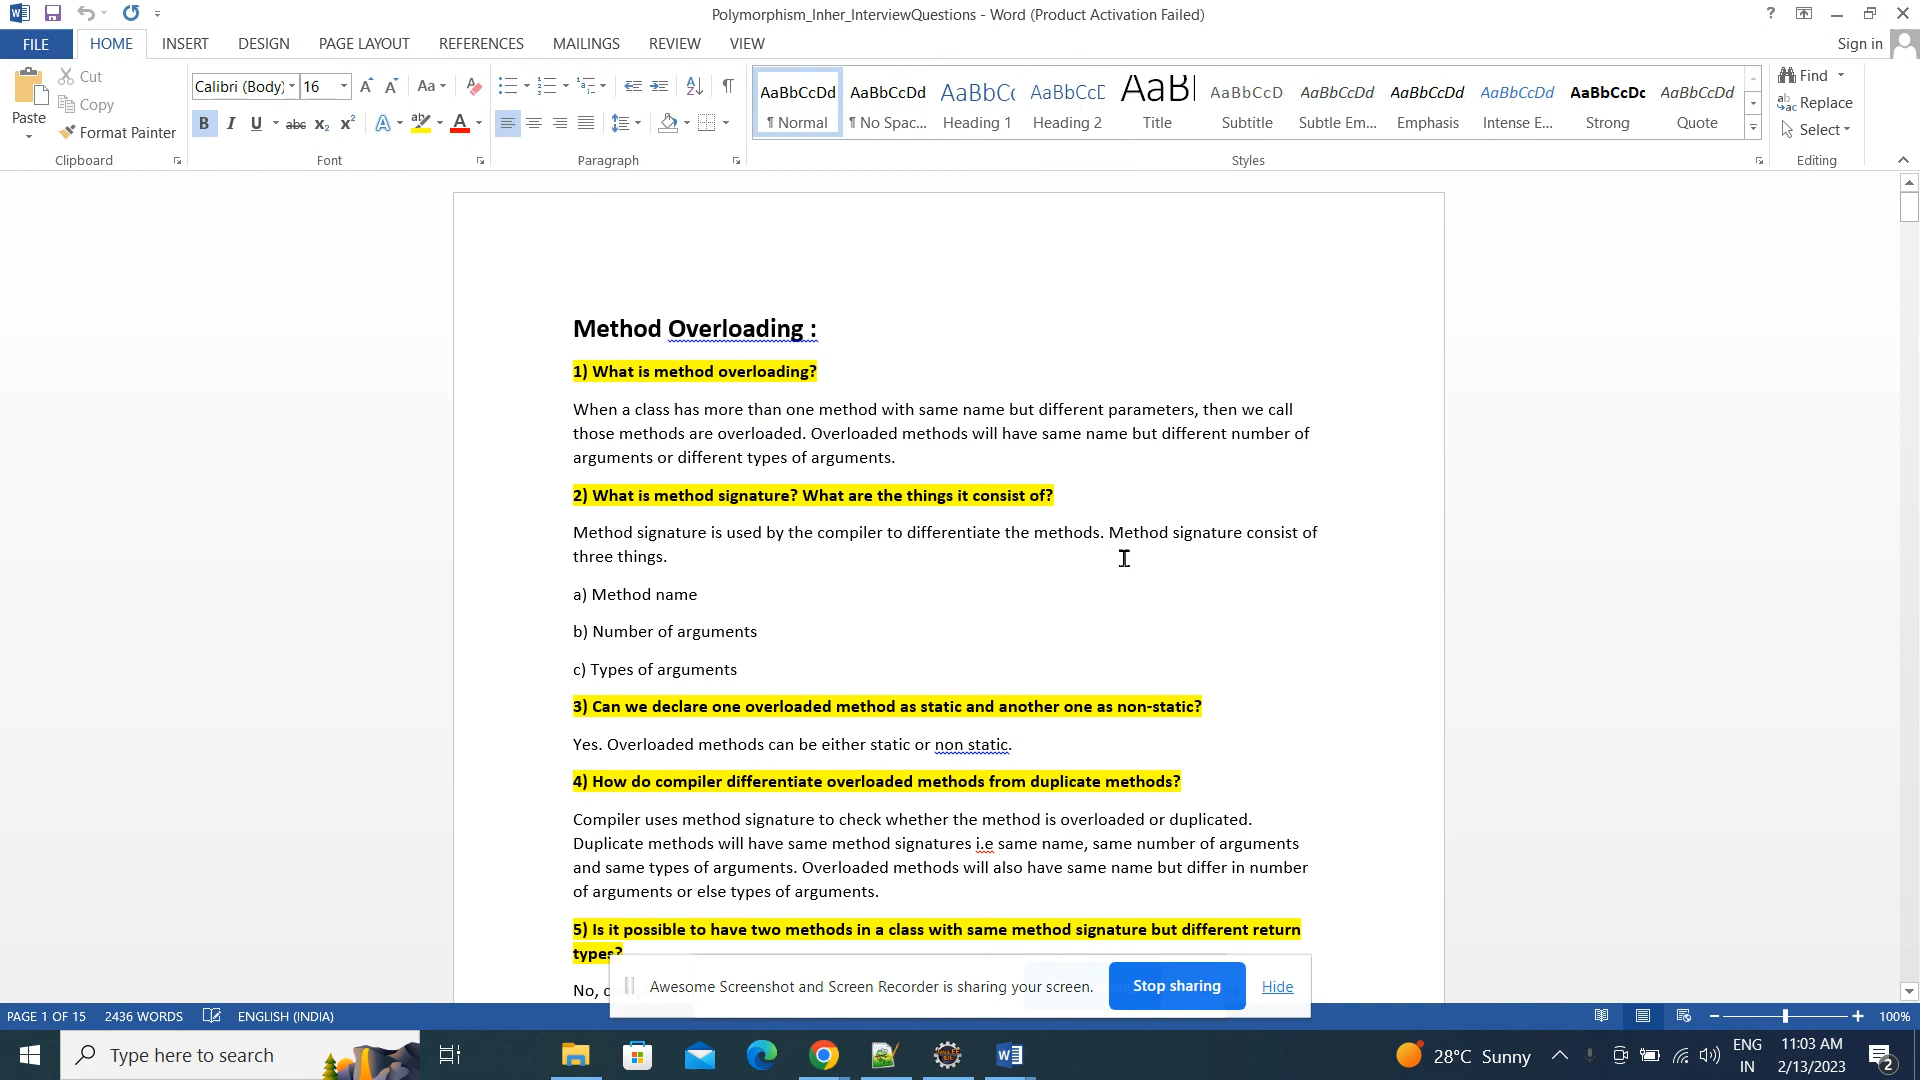 Polymorphism_Inher_InterviewQuestions - Word (Product Activation Failed)
?
FILE HOME INSERT DESIGN PAGE LAYOUT REFERENCES MAILINGS REVIEW VIEW Sign in
Paste
Cut
Copy
Format Painter
Clipboard
Calibri (Body) 16 Aa
B I U abc X2 X2 A A
Font
Paragraph
AaBbCcDd AaBbCcDd AaBbCc AaBbCcD AaBl AaBbCcD AaBbCcDd AaBbCcDd AaBbCcDd AaBbCcDc AaBbCcDd
¶ Normal ¶ No Spac... Heading 1 Heading 2 Title Subtitle Subtle Em... Emphasis Intense E... Strong Quote
Styles
Find
Replace
Select
Editing
Method Overloading :
1) What is method overloading?
When a class has more than one method with same name but different parameters, then we call
those methods are overloaded. Overloaded methods will have same name but different number of
arguments or different types of arguments.
2) What is method signature? What are the things it consist of?
Method signature is used by the compiler to differentiate the methods. Method signature consist of
three things.
a) Method name
b) Number of arguments
c) Types of arguments
3) Can we declare one overloaded method as static and another one as non-static?
Yes. Overloaded methods can be either static or non static.
4) How do compiler differentiate overloaded methods from duplicate methods?
Compiler uses method signature to check whether the method is overloaded or duplicated.
Duplicate methods will have same method signatures i.e same name, same number of arguments
and same types of arguments. Overloaded methods will also have same name but differ in number
of arguments or else types of arguments.
5) Is it possible to have two methods in a class with same method signature but different return
types?
No,
Awesome Screenshot and Screen Recorder is sharing your screen. Stop sharing Hide
PAGE 1 OF 15 2436 WORDS ENGLISH (INDIA) 100%
Type here to search
28°C Sunny
ENG
IN
11:03 AM
2/13/2023
2